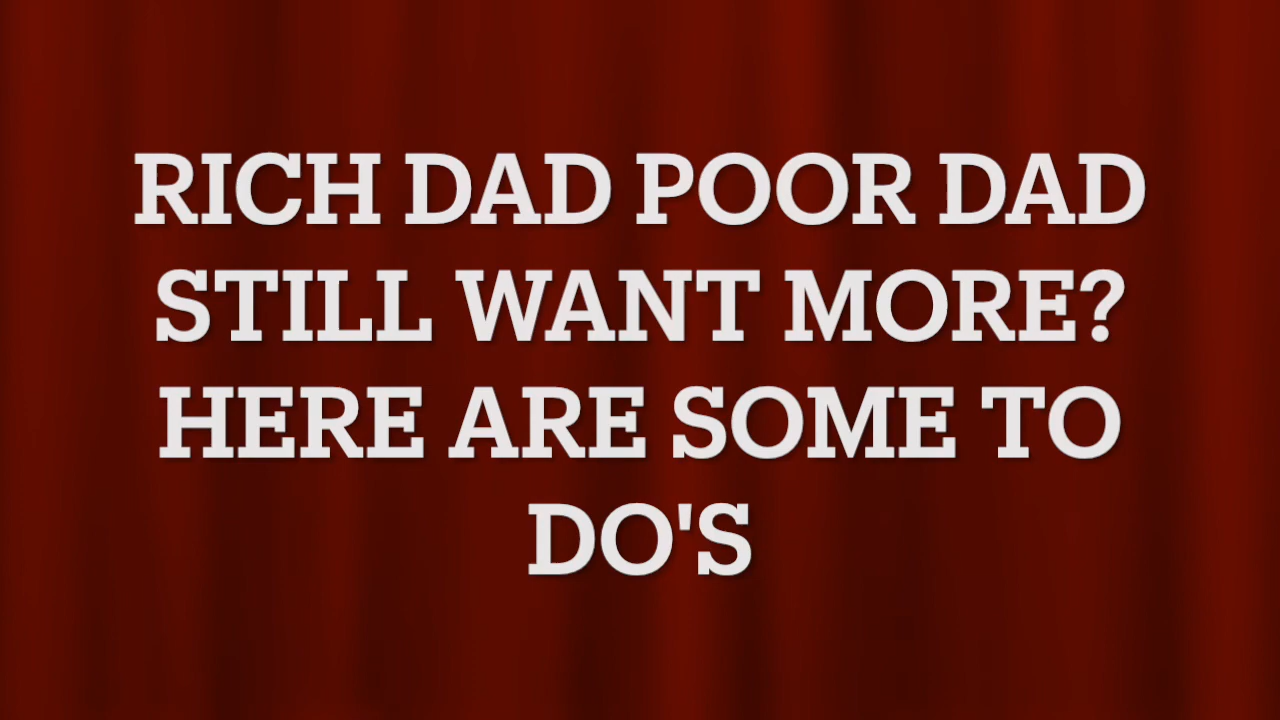 RICH DAD POOR DAD
STILL WANT MORE?
HERE ARE SOME TO
DO'S